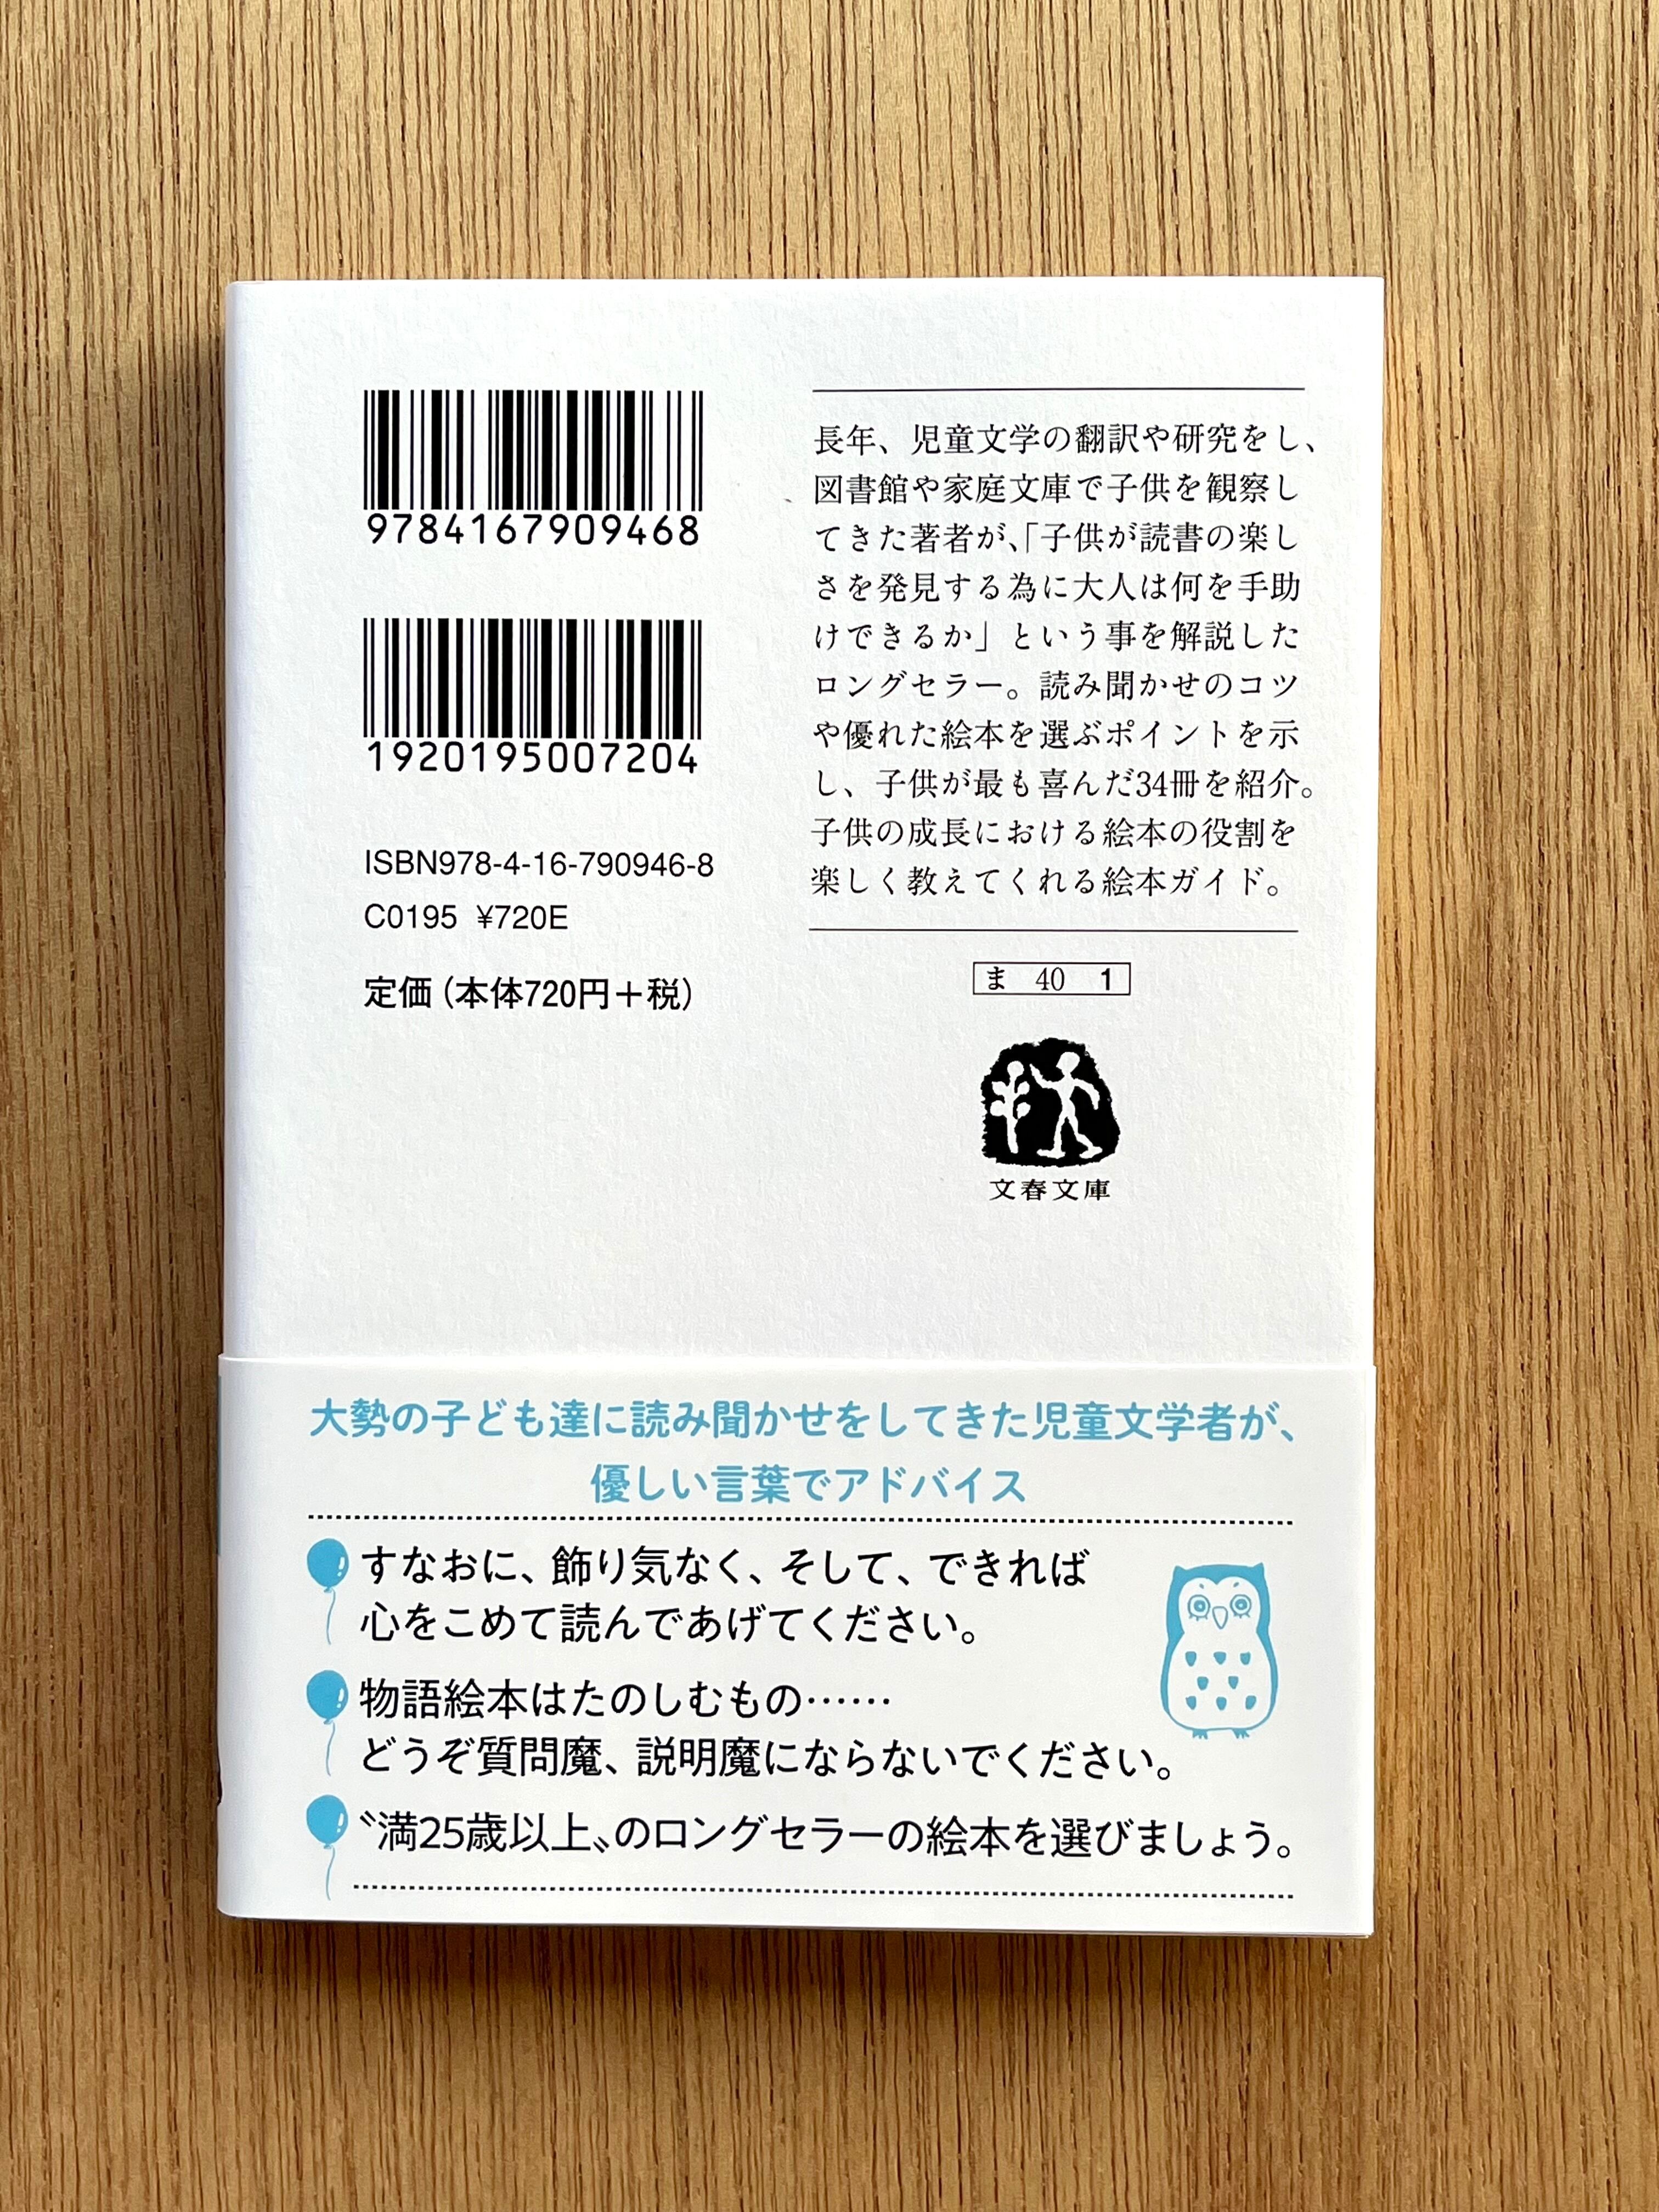 9784167909468
1920195007204
ISBN978-4-16-790946-8
C0195 ¥720E
定価（本体720円＋税）
長年、児童文学の翻訳や研究をし、
図書館や家庭文庫で子供を観察し
てきた著者が、「子供が読書の楽し
さを発見する為に大人は何を手助
けできるか」という事を解説した
ロングセラー。読み聞かせのコツ
や優れた絵本を選ぶポイントを示
し、子供が最も喜んだ34冊を紹介。
子供の成長における絵本の役割を
楽しく教えてくれる絵本ガイド。
ま 40 1
文春文庫
大勢の子ども達に読み聞かせをしてきた児童文学者が、
優しい言葉でアドバイス
すなおに、飾り気なく、そして、できれば
心をこめて読んであげてください。
物語絵本はたのしむもの……
どうぞ質問魔、説明魔にならないでください。
〝満25歳以上〟のロングセラーの絵本を選びましょう。